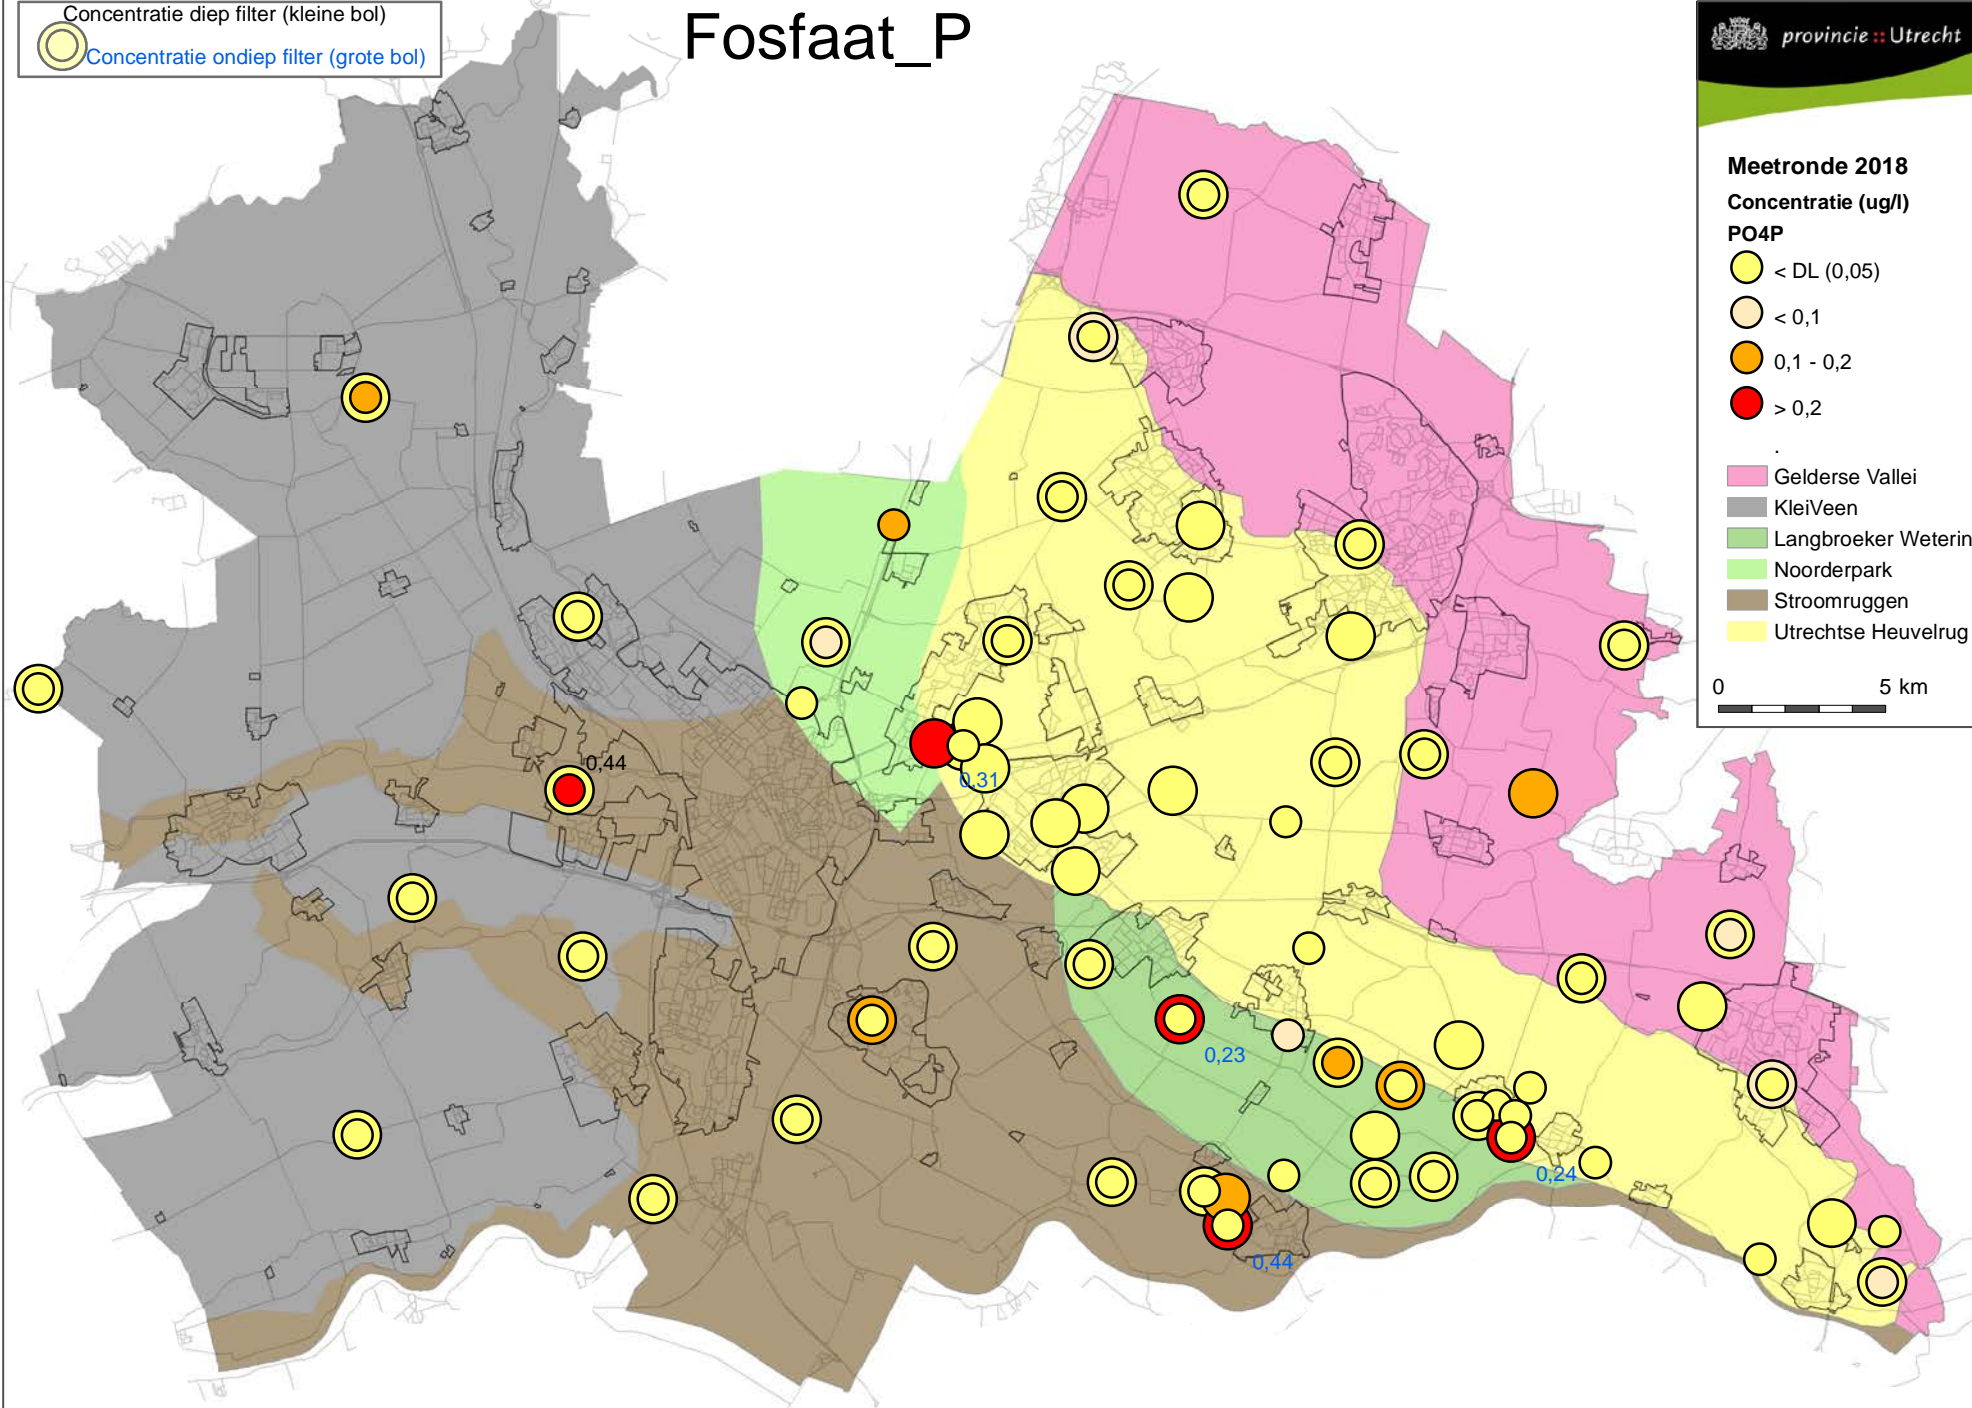 Concentratie diep filter (kleine bol)
Concentratie ondiep filter (grote bol)
Fosfaat_P
provincie :: Utrecht
Meetronde 2018
Concentratie (ug/l)
PO4P
< DL (0,05)
< 0,1
0,1 - 0,2
> 0,2
.
Gelderse Vallei
KleiVeen
Langbroeker Weterin
Noorderpark
Stroomruggen
Utrechtse Heuvelrug
0 5 km
0,44
0,31
0,23
0,24
0,44